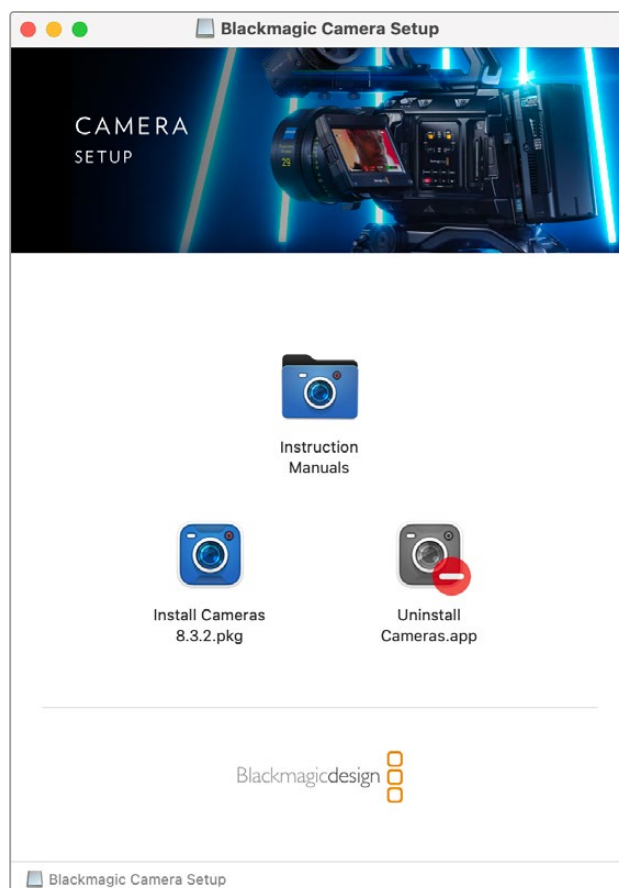 Blackmagic Camera Setup
CAMERA
SETUP
29
Instruction
Manuals
Install Cameras
8.3.2.pkg
Uninstall
Cameras.app
Blackmagicdesign
Blackmagic Camera Setup